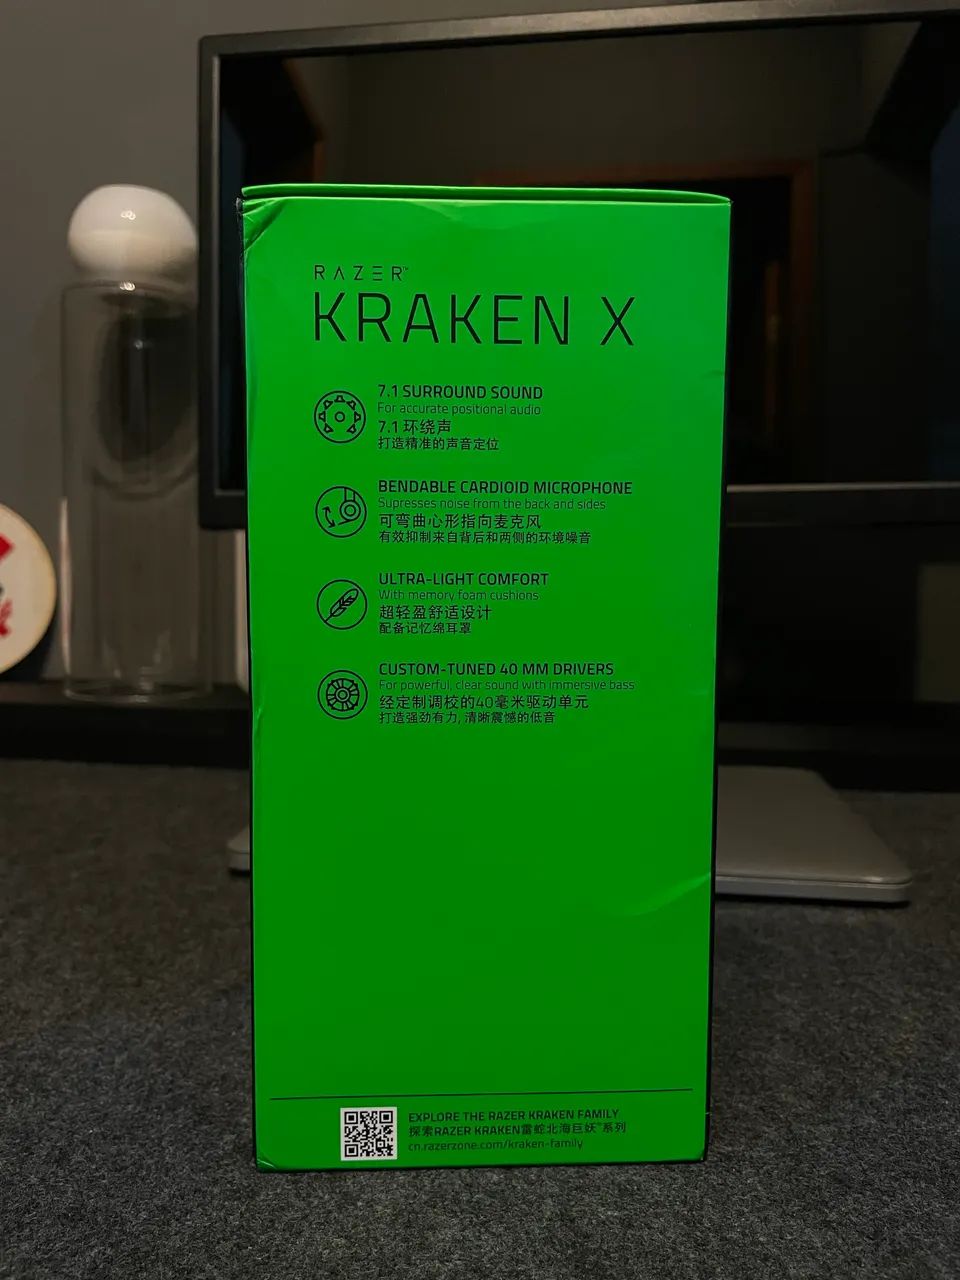 RAZER™
KRAKEN X
7.1 SURROUND SOUND
For accurate positional audio
7.1 环绕声
打造精准的声音定位
BENDABLE CARDIOID MICROPHONE
Supresses noise from the back and sides
可弯曲心形指向麦克风
有效抑制来自背后和两侧的环境噪音
ULTRA-LIGHT COMFORT
With memory foam cushions
超轻盈舒适设计
配备记忆绵耳罩
CUSTOM-TUNED 40 MM DRIVERS
For powerful, clear sound with immersive bass
经定制调校的40毫米驱动单元
打造强劲有力, 清晰震憾的低音
EXPLORE THE RAZER KRAKEN FAMILY
探索RAZER KRAKEN雷蛇北海巨妖™系列
cn.razerzone.com/kraken-family